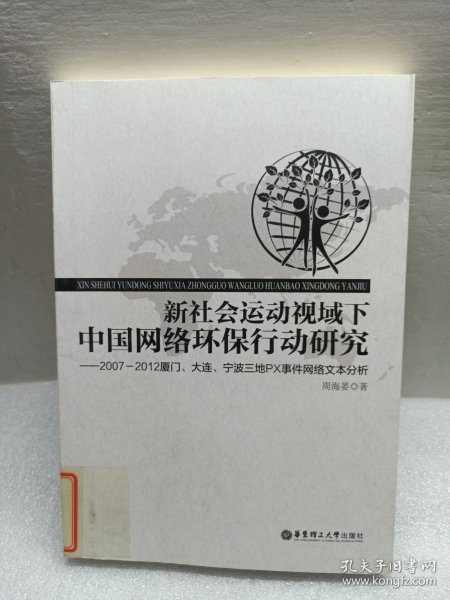 XIN SHEHUI YUNDONG SHIYUXIA ZHONGGUO WANGLUO HUANBAO XINGDONG YANJIU
新社会运动视域下
中国网络环保行动研究
——2007－2012厦门、大连、宁波三地PX事件网络文本分析
周海晏◎著
华东理工大学出版社
孔夫子旧书网
www.kongfz.com